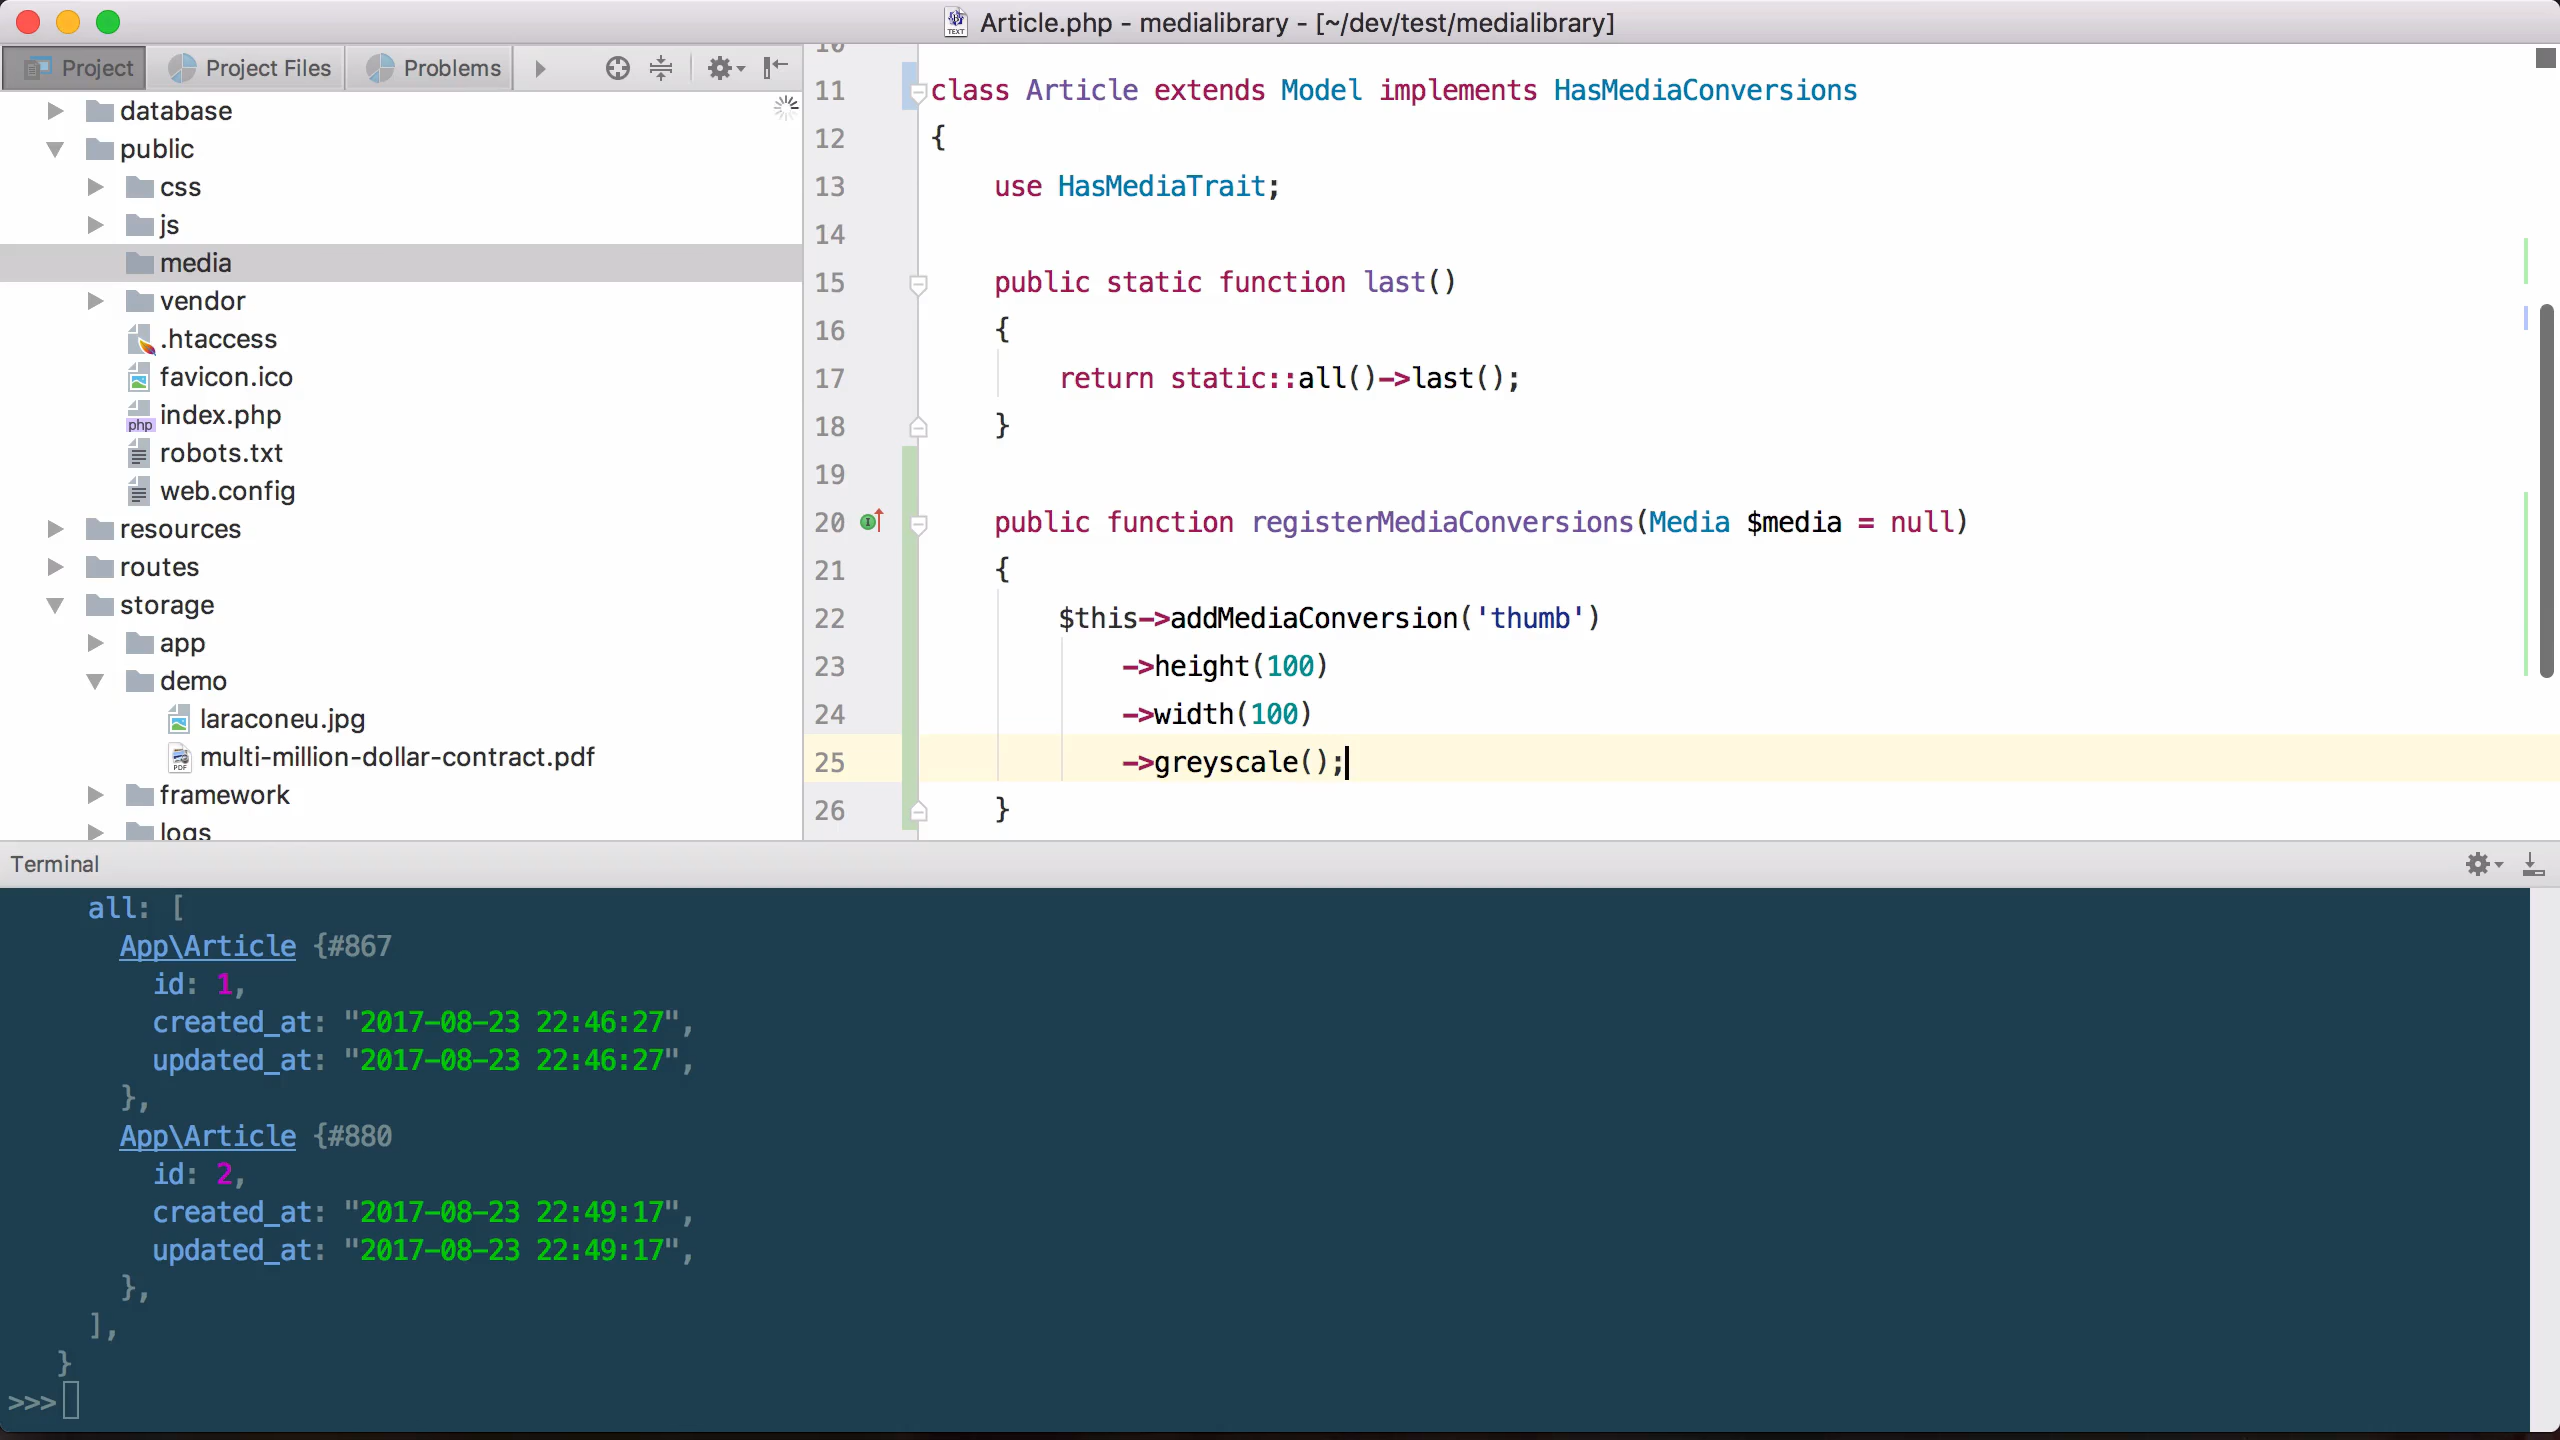 Article.php - medialibrary - [~/dev/test/medialibrary]
Project
Project Files
Problems
database
public
css
js
media
vendor
.htaccess
favicon.ico
index.php
robots.txt
web.config
resources
routes
storage
app
demo
laraconeu.jpg
multi-million-dollar-contract.pdf
framework
logs
10
11 class Article extends Model implements HasMediaConversions
12 {
13 use HasMediaTrait;
14
15 public static function last()
16 {
17 return static::all()->last();
18 }
19
20 public function registerMediaConversions(Media $media = null)
21 {
22 $this->addMediaConversion('thumb')
23 ->height(100)
24 ->width(100)
25 ->greyscale();
26 }
Terminal
all: [
App\Article {#867
id: 1,
created_at: "2017-08-23 22:46:27",
updated_at: "2017-08-23 22:46:27",
},
App\Article {#880
id: 2,
created_at: "2017-08-23 22:49:17",
updated_at: "2017-08-23 22:49:17",
},
],
}
>>>